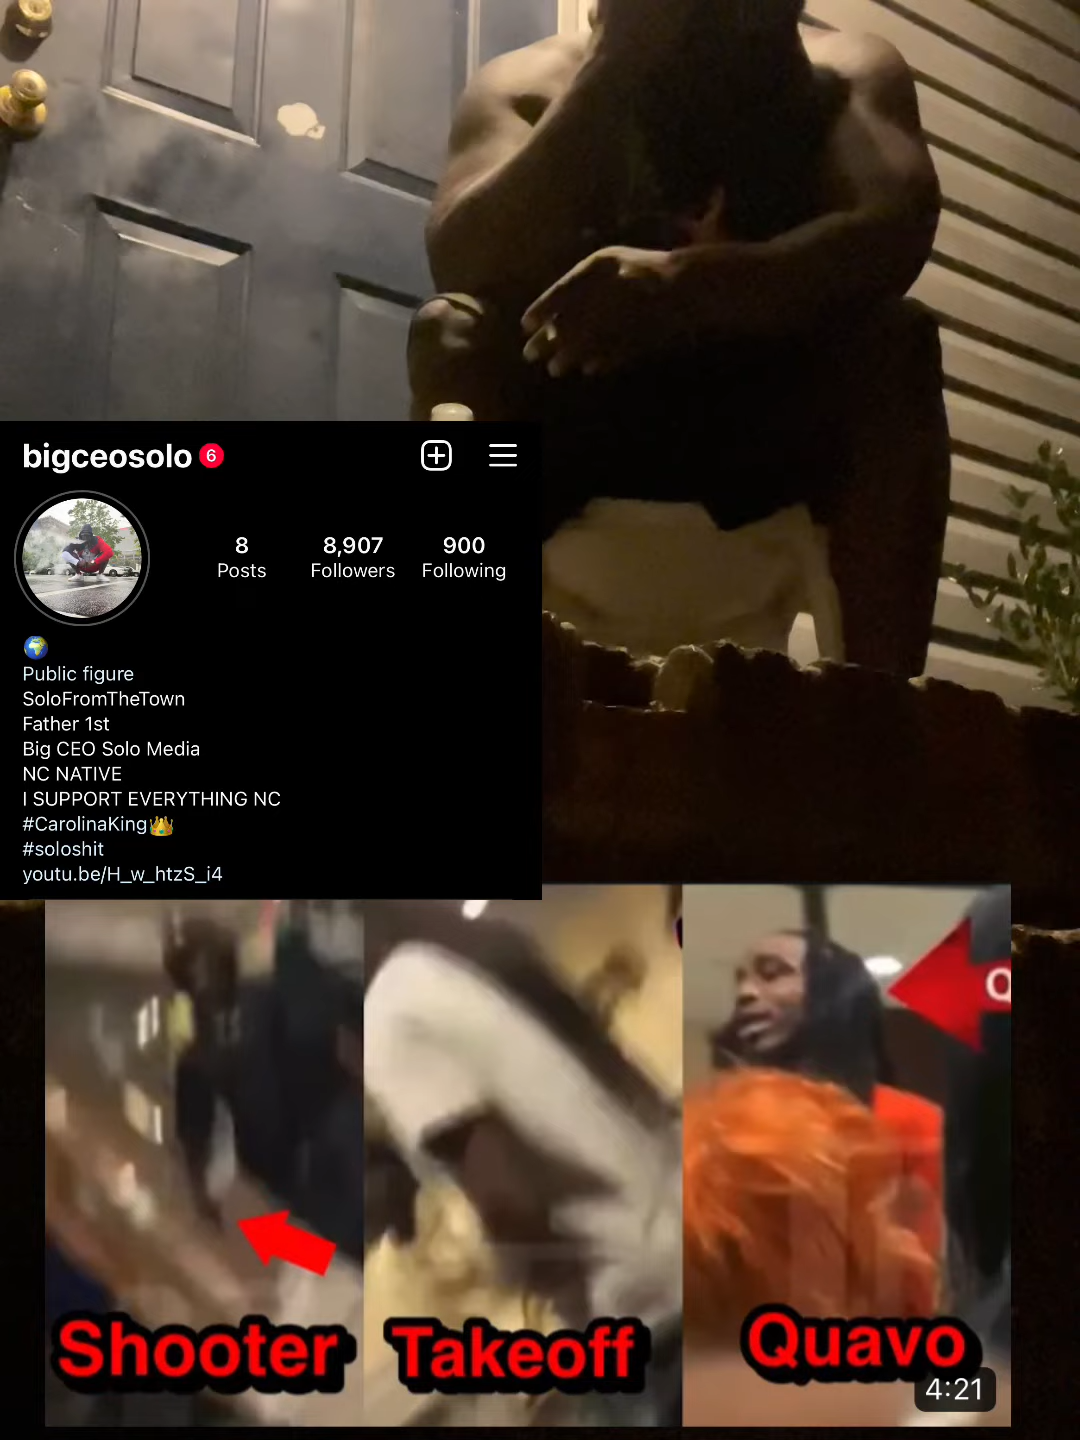 bigceosolo 6
8 8,907 900
Posts Followers Following
🌍
Public figure
SoloFromTheTown
Father 1st
Big CEO Solo Media
NC NATIVE
I SUPPORT EVERYTHING NC
#CarolinaKing👑
#soloshit
youtu.be/H_w_htzS_i4
Q
Shooter Takeoff Quavo
4:21